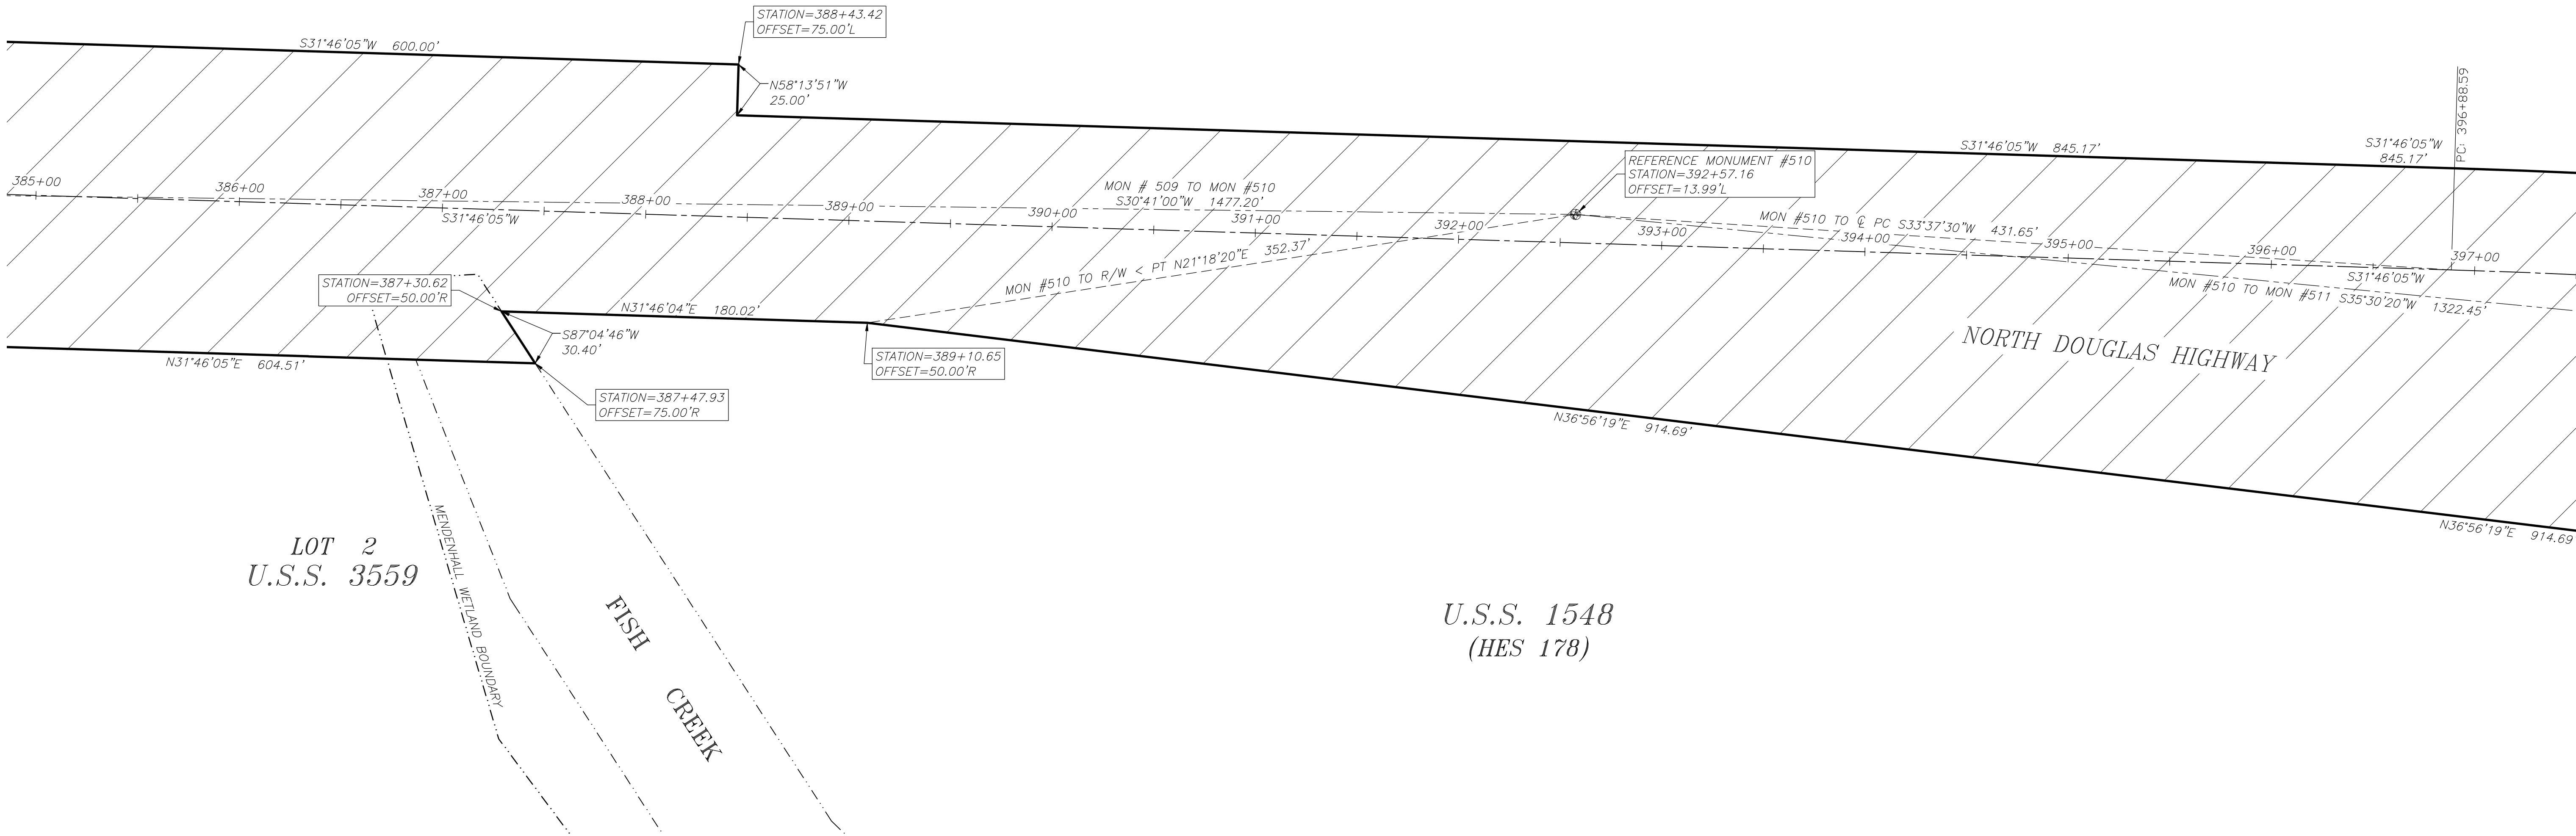 STATION=388+43.42
OFFSET=75.00'L
S31°46'05"W 600.00'
N58°13'51"W
25.00'
PC: 396+88.59
S31°46'05"W 845.17'
S31°46'05"W
845.17'
REFERENCE MONUMENT #510
STATION=392+57.16
OFFSET=13.99'L
385+00
386+00
387+00
388+00
389+00
390+00
391+00
392+00
393+00
394+00
395+00
396+00
397+00
S31°46'05"W
MON # 509 TO MON #510
S30°41'00"W 1477.20'
MON #510 TO ℄ PC S33°37'30"W 431.65'
S31°46'05"W
MON #510 TO MON #511 S35°30'20"W 1322.45'
MON #510 TO R/W < PT N21°18'20"E 352.37'
STATION=387+30.62
OFFSET=50.00'R
N31°46'04"E 180.02'
S87°04'46"W
30.40'
STATION=389+10.65
OFFSET=50.00'R
N31°46'05"E 604.51'
STATION=387+47.93
OFFSET=75.00'R
NORTH DOUGLAS HIGHWAY
N36°56'19"E 914.69'
N36°56'19"E 914.69
LOT 2
U.S.S. 3559
MENDENHALL WETLAND BOUNDARY
FISH CREEK
U.S.S. 1548
(HES 178)